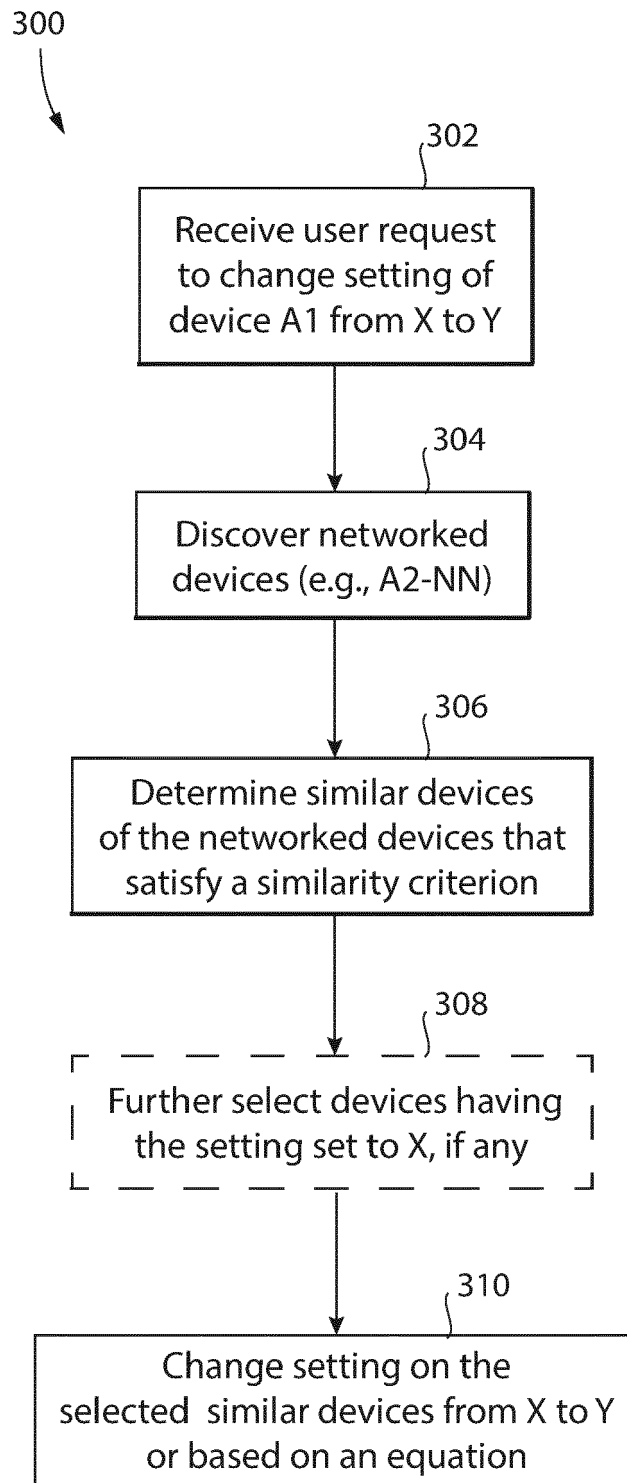 300
302
Receive user request
to change setting of
device A1 from X to Y
304
Discover networked
devices (e.g., A2-NN)
306
Determine similar devices
of the networked devices that
satisfy a similarity criterion
308
Further select devices having
the setting set to X, if any
310
Change setting on the
selected similar devices from X to Y
or based on an equation